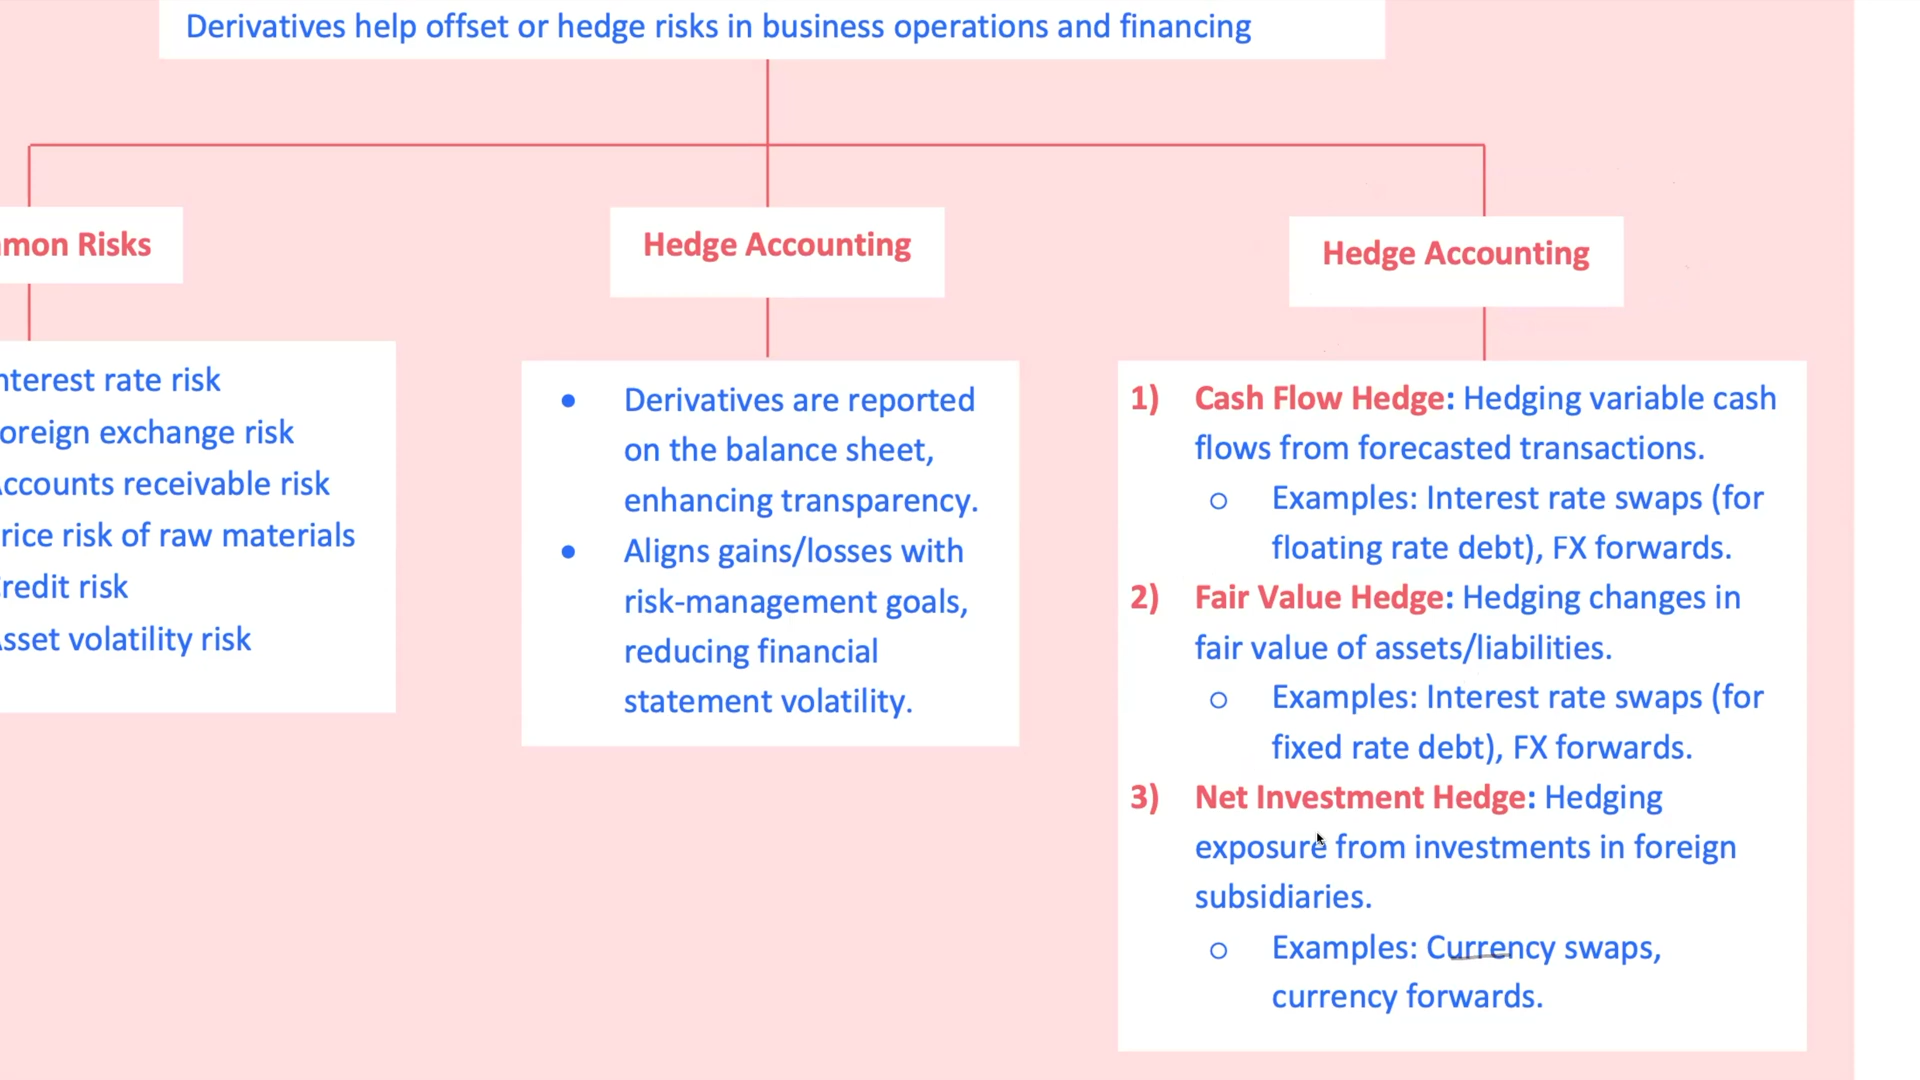 Derivatives help offset or hedge risks in business operations and financing
mon Risks
nterest rate risk
oreign exchange risk
ccounts receivable risk
rice risk of raw materials
redit risk
sset volatility risk
Hedge Accounting
• Derivatives are reported
on the balance sheet,
enhancing transparency.
• Aligns gains/losses with
risk-management goals,
reducing financial
statement volatility.
Hedge Accounting
1) Cash Flow Hedge: Hedging variable cash
flows from forecasted transactions.
o Examples: Interest rate swaps (for
floating rate debt), FX forwards.
2) Fair Value Hedge: Hedging changes in
fair value of assets/liabilities.
o Examples: Interest rate swaps (for
fixed rate debt), FX forwards.
3) Net Investment Hedge: Hedging
exposure from investments in foreign
subsidiaries.
o Examples: Currency swaps,
currency forwards.